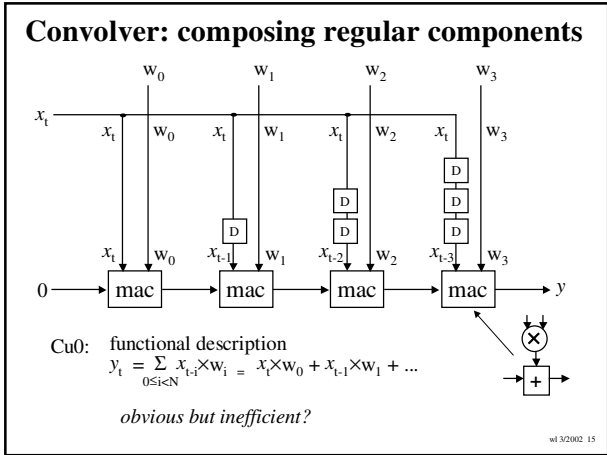 Convolver: composing regular components
w0 w1 w2 w3
xt
xt w0 xt w1 xt w2 xt w3
D
D D
D D D
xt w0 xt-1 w1 xt-2 w2 xt-3 w3
0 mac mac mac mac y
Cu0: functional description
yt = Σ xt-i×wi = xt×w0 + xt-1×w1 + ...
0≤i<N
×
+
obvious but inefficient?
wl 3/2002 15